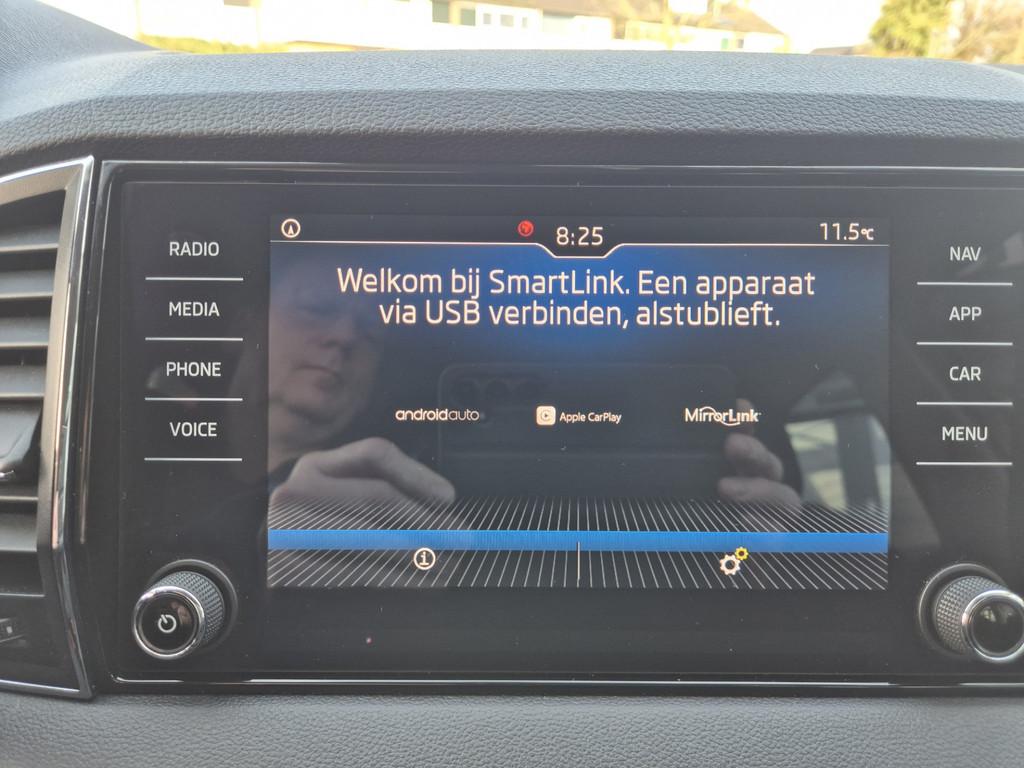 RADIO
MEDIA
PHONE
VOICE
8:25
11.5°C
Welkom bij SmartLink. Een apparaat
via USB verbinden, alstublieft.
androidauto
Apple CarPlay
MirrorLink
NAV
APP
CAR
MENU